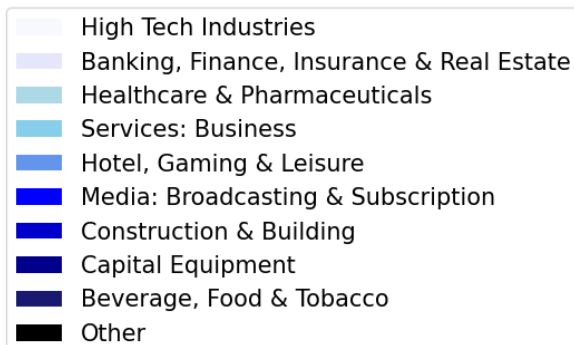 High Tech Industries
Banking, Finance, Insurance & Real Estate
Healthcare & Pharmaceuticals
Services: Business
Hotel, Gaming & Leisure
Media: Broadcasting & Subscription
Construction & Building
Capital Equipment
Beverage, Food & Tobacco
Other